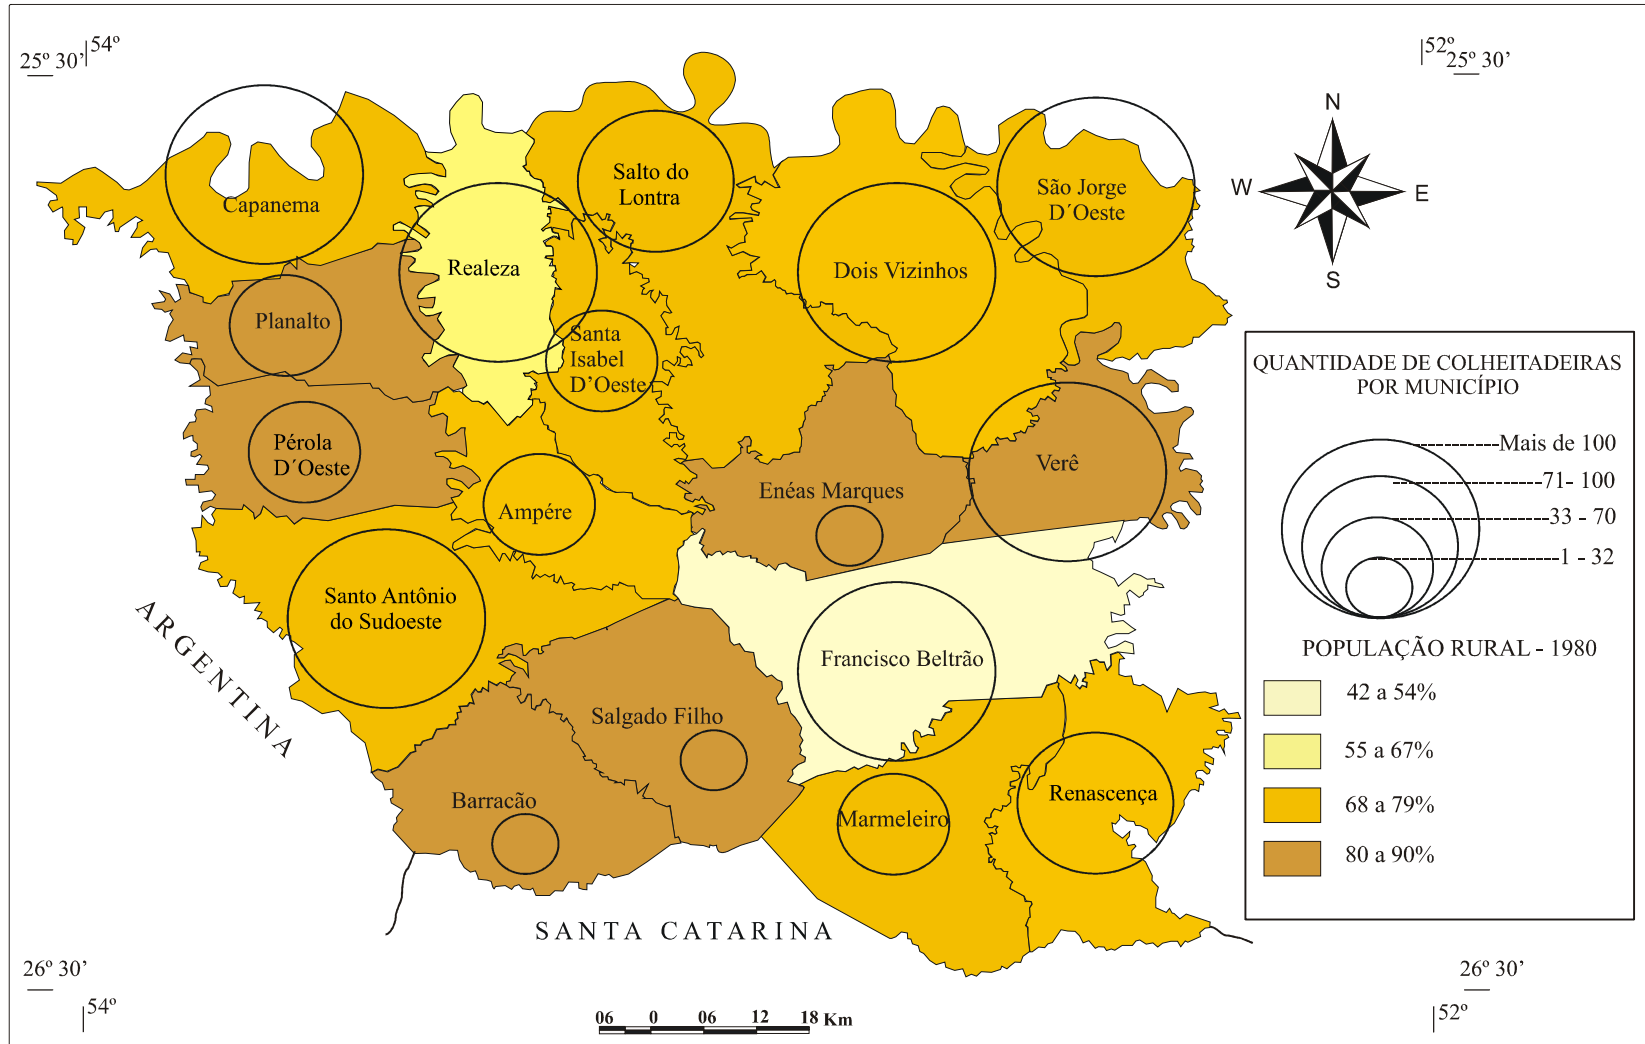 54º
25º 30’
52º
25º 30’
N
W
E
S
Capanema
Salto do
Lontra
São Jorge
D´Oeste
Realeza
Dois Vizinhos
Planalto
Santa
Isabel
D’Oeste
Pérola
D´Oeste
Verê
Enéas Marques
Ampére
Santo Antônio
do Sudoeste
Francisco Beltrão
Salgado Filho
Barracão
Marmeleiro
Renascença
ARGENTINA
SANTA CATARINA
QUANTIDADE DE COLHEITADEIRAS
POR MUNICÍPIO
Mais de 100
71- 100
33 - 70
1 - 32
POPULAÇÃO RURAL - 1980
42 a 54%
55 a 67%
68 a 79%
80 a 90%
26º 30’
54º
26º 30’
52º
06 0 06 12 18 Km